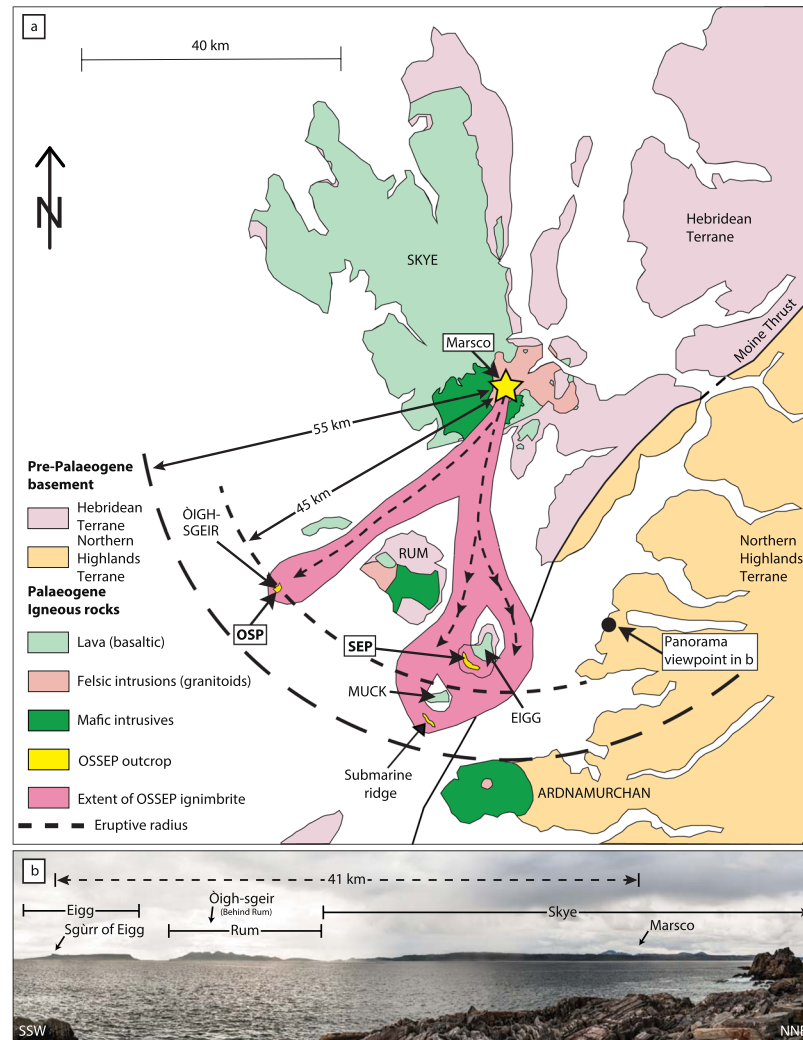 a
40 km
N
Hebridean
Terrane
SKYE
Moine Thrust
Marsco
55 km
45 km
Pre-Palaeogene
basement
Hebridean
Terrane
Northern
Highlands
Terrane
Palaeogene
Igneous rocks
Lava (basaltic)
Felsic intrusions (granitoids)
Mafic intrusives
OSSEP outcrop
Extent of OSSEP ignimbrite
Eruptive radius
ÒIGH-
SGEIR
OSP
RUM
SEP
MUCK
EIGG
Submarine
ridge
Northern
Highlands
Terrane
Panorama
viewpoint in b
ARDNAMURCHAN
b
41 km
Eigg
Sgùrr of Eigg
Òigh-sgeir
(Behind Rum)
Rum
Skye
Marsco
SSW
NNE